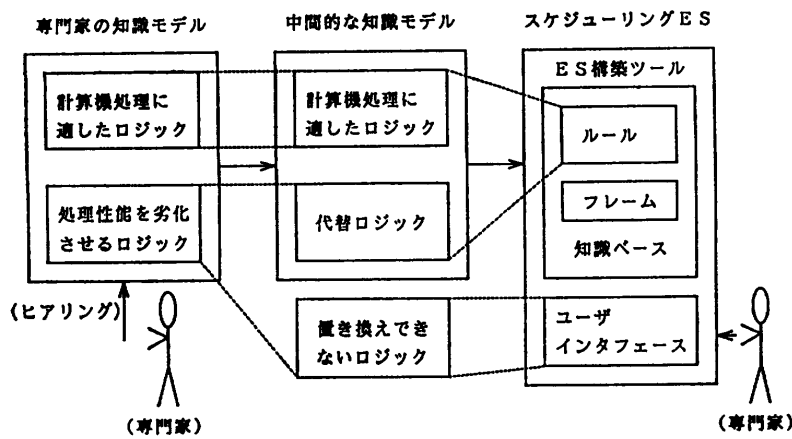 専門家の知識モデル
計算機処理に
適したロジック
処理性能を劣化
させるロジック
(ヒアリング)
(専門家)
中間的な知識モデル
計算機処理に
適したロジック
代替ロジック
置き換えでき
ないロジック
スケジューリングES
ES構築ツール
ルール
フレーム
知識ベース
ユーザ
インタフェース
(専門家)